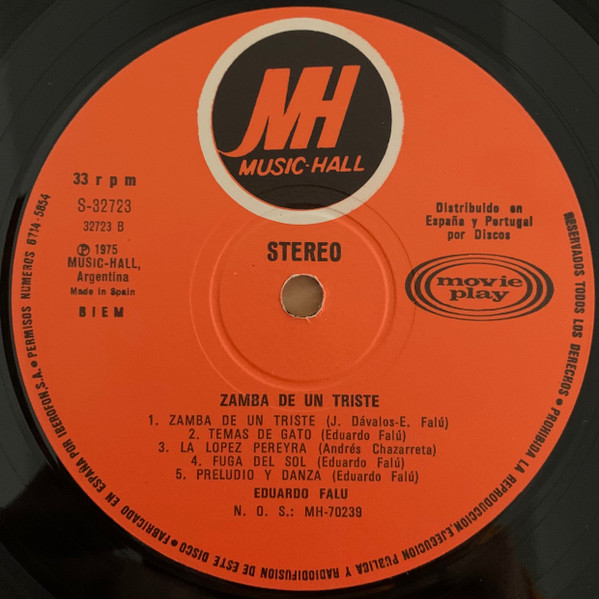 MH
MUSIC-HALL
33 rpm
S-32723
32723 B
Ⓟ 1975
MUSIC-HALL,
Argentina
Made in Spain
BIEM
STEREO
Distribuido en
España y Portugal
por Discos
movie
play
ZAMBA DE UN TRISTE
1. ZAMBA DE UN TRISTE (J. Dávalos-E. Falú)
2. TEMAS DE GATO (Eduardo Falú)
3. LA LOPEZ PEREYRA (Andrés Chazarreta)
4. FUGA DEL SOL (Eduardo Falú)
5. PRELUDIO Y DANZA (Eduardo Falú)
EDUARDO FALU
N. O. S.: MH-70239
RESERVADOS TODOS LOS DERECHOS • PROHIBIDA LA REPRODUCCION, EJECUCION PUBLICA Y RADIODIFUSION DE ESTE DISCO • FABRICADO EN ESPAÑA POR IBEROFON, S.A. • PERMISOS NUMEROS 6714-5854